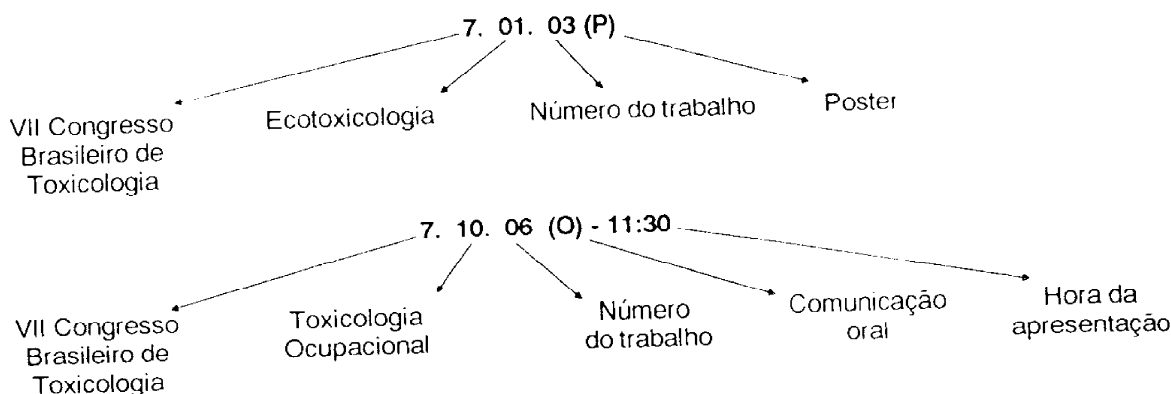 7. 01. 03 (P)
VII Congresso
Brasileiro de
Toxicologia
Ecotoxicologia
Número do trabalho
Poster
7. 10. 06 (O) - 11:30
VII Congresso
Brasileiro de
Toxicologia
Toxicologia
Ocupacional
Número
do trabalho
Comunicação
oral
Hora da
apresentação